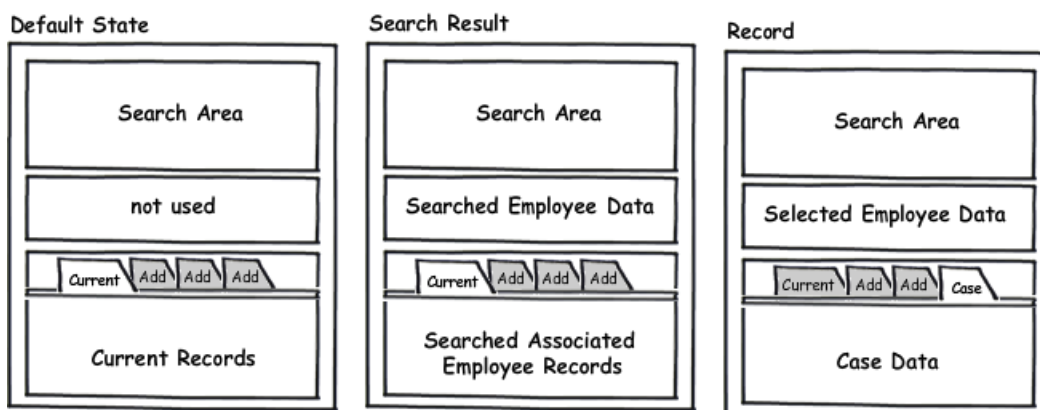 Default State
Search Area
not used
Current Add Add Add
Current Records
Search Result
Search Area
Searched Employee Data
Current Add Add Add
Searched Associated
Employee Records
Record
Search Area
Selected Employee Data
Current Add Add Case
Case Data